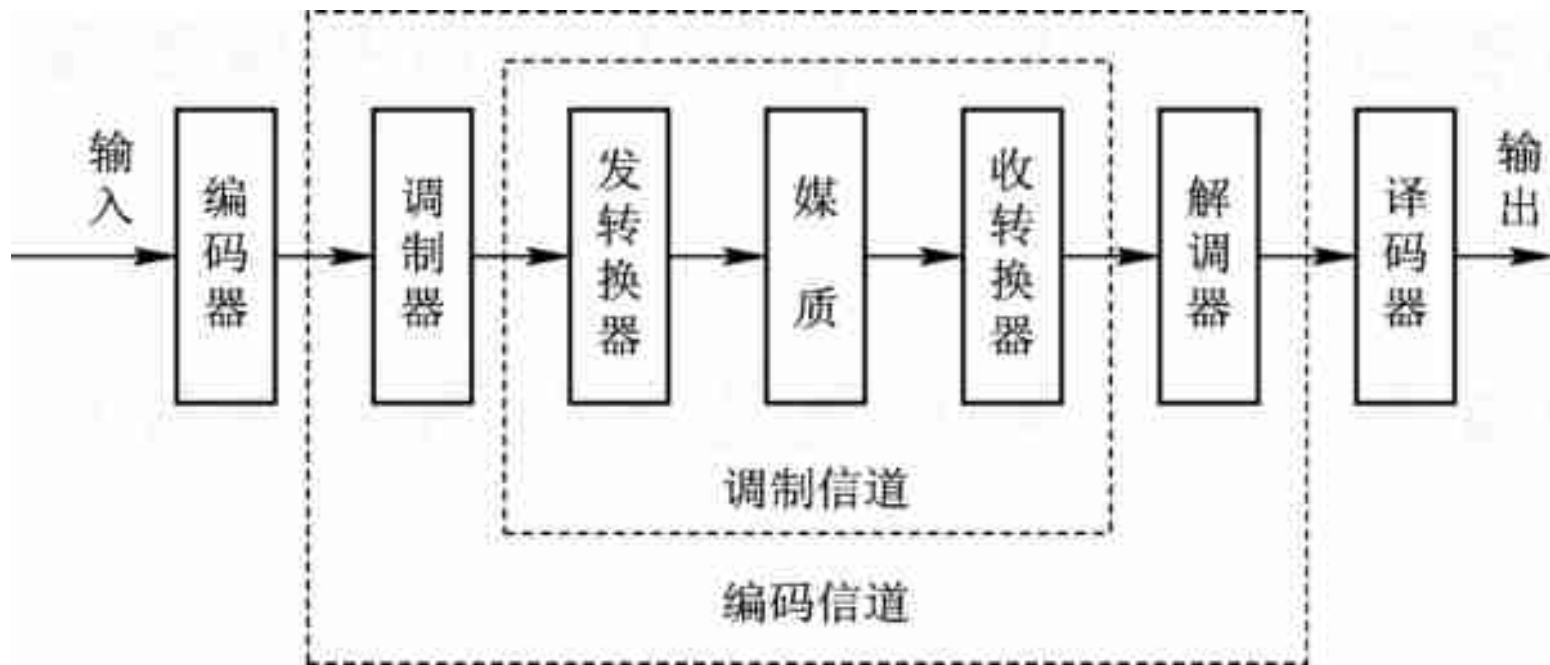 输入
编码器
调制器
发转换器
媒质
收转换器
解调器
译码器
输出
调制信道
编码信道